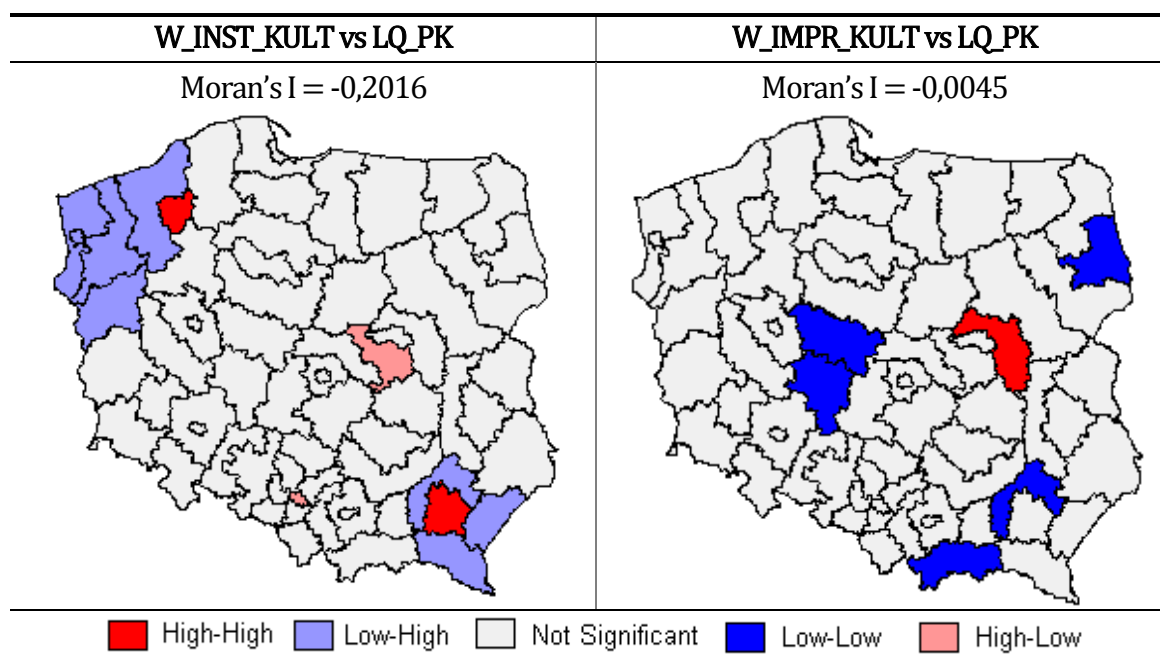 W_INST_KULT vs LQ_PK
W_IMPR_KULT vs LQ_PK
Moran’s I = -0,2016
Moran’s I = -0,0045
High-High
Low-High
Not Significant
Low-Low
High-Low